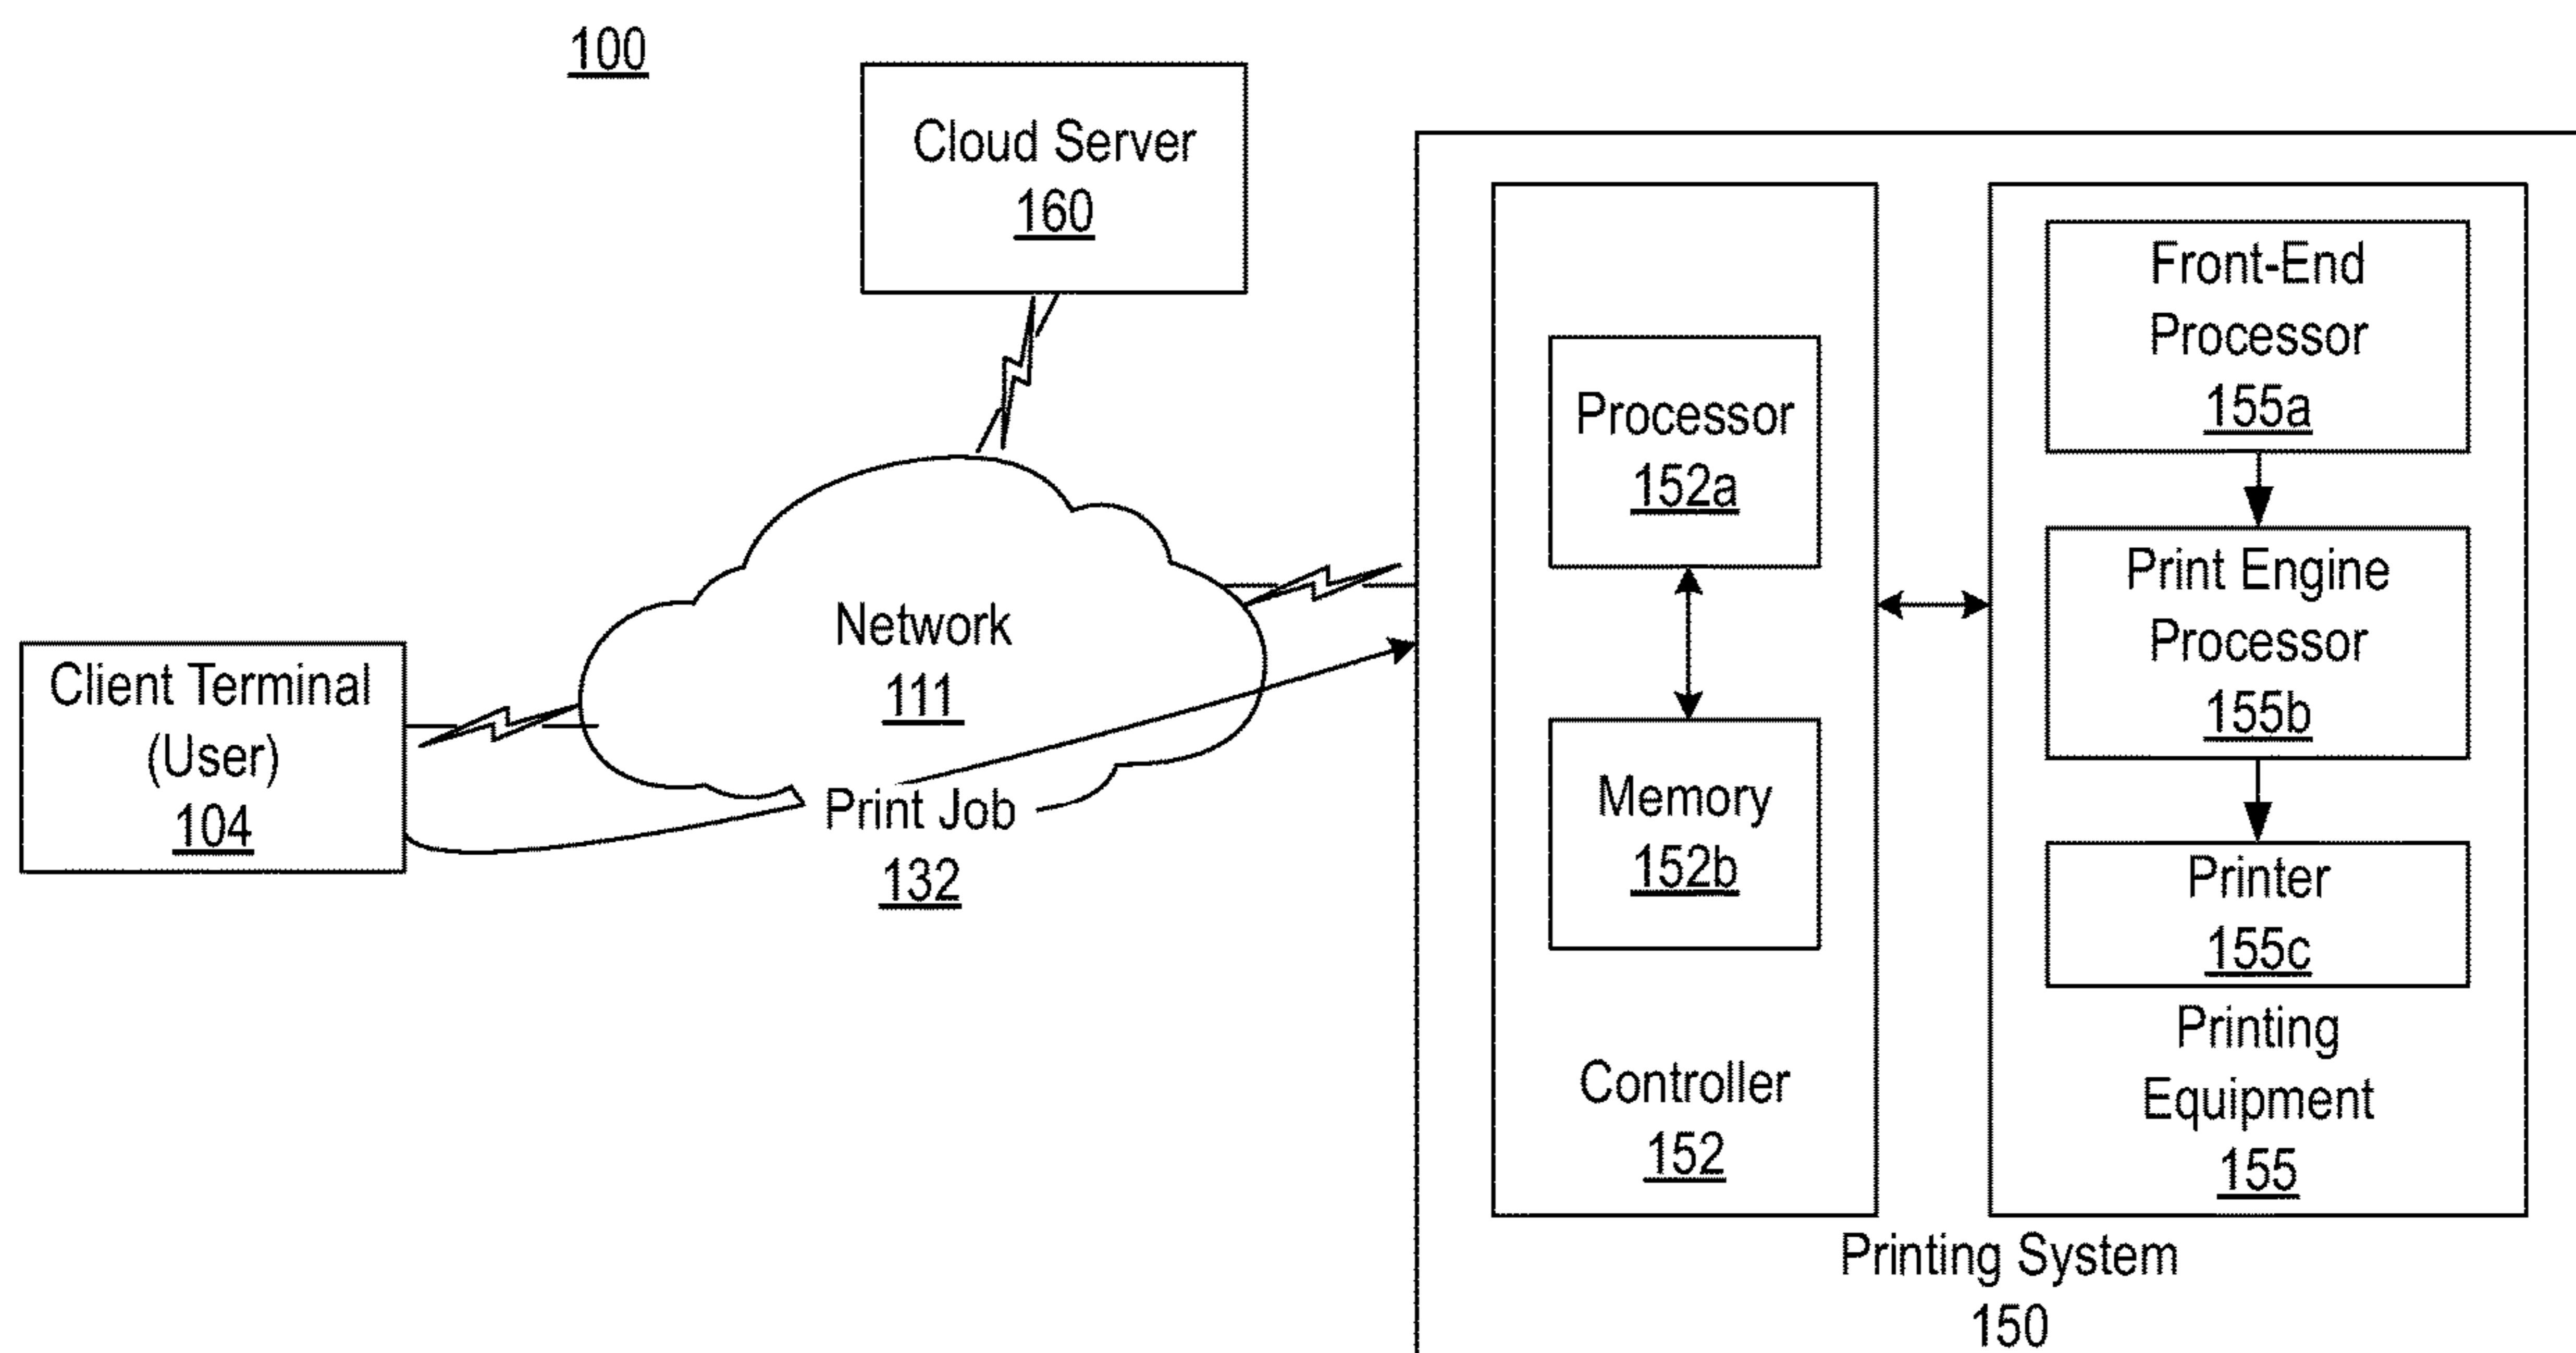 100
Cloud Server
160
Network
111
Client Terminal
(User)
104
Print Job
132
Processor
152a
Memory
152b
Controller
152
Front-End
Processor
155a
Print Engine
Processor
155b
Printer
155c
Printing
Equipment
155
Printing System
150